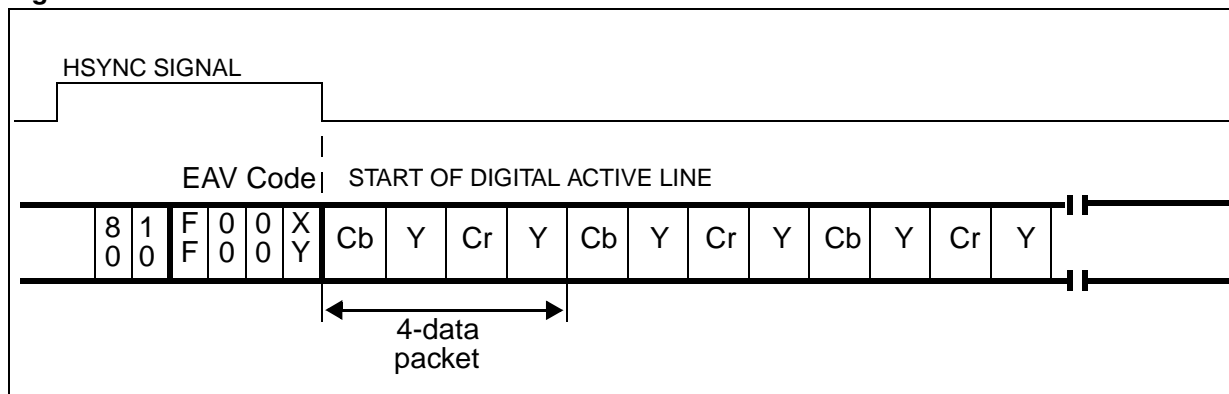 HSYNC SIGNAL
EAV Code
START OF DIGITAL ACTIVE LINE
8 1 F 0 0 X Cb Y Cr Y Cb Y Cr Y Cb Y Cr Y
0 0 F 0 0 Y
4-data
packet